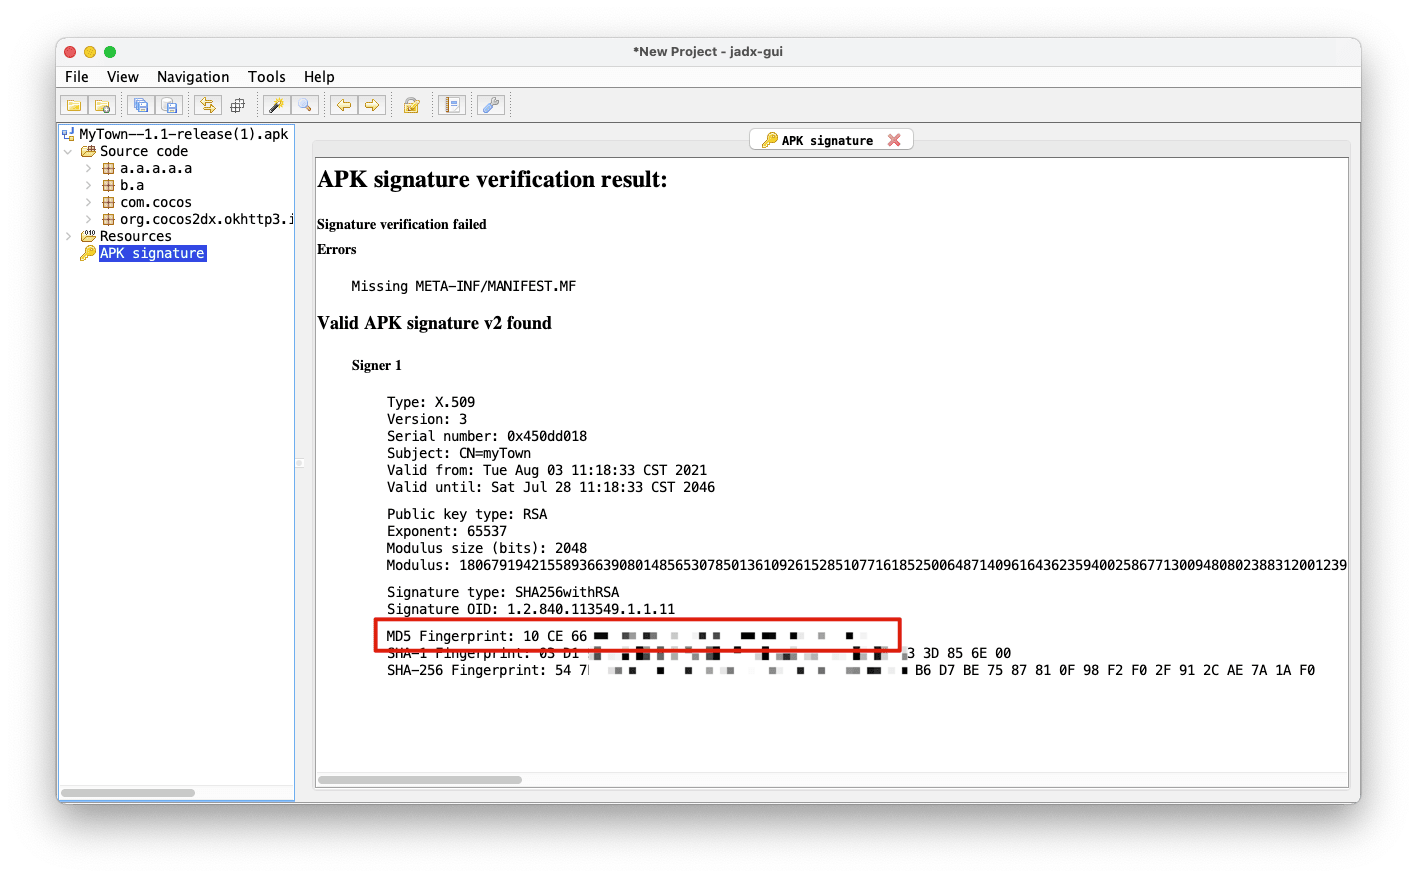 *New Project - jadx-gui
File View Navigation Tools Help
MyTown--1.1-release(1).apk
Source code
a.a.a.a.a
b.a
com.cocos
org.cocos2dx.okhttp3.i
Resources
APK signature
APK signature
APK signature verification result:
Signature verification failed
Errors
Missing META-INF/MANIFEST.MF
Valid APK signature v2 found
Signer 1
Type: X.509
Version: 3
Serial number: 0x450dd018
Subject: CN=myTown
Valid from: Tue Aug 03 11:18:33 CST 2021
Valid until: Sat Jul 28 11:18:33 CST 2046
Public key type: RSA
Exponent: 65537
Modulus size (bits): 2048
Modulus: 18067919421558936639080148565307850136109261528510771618525006487140961643623594002586771300948080238831200123​9
Signature type: SHA256withRSA
Signature OID: 1.2.840.113549.1.1.11
MD5 Fingerprint: 10 CE 66
SHA-1 Fingerprint: 03 D1 3 3D 85 6E 00
SHA-256 Fingerprint: 54 7 B6 D7 BE 75 87 81 0F 98 F2 F0 2F 91 2C AE 7A 1A F0